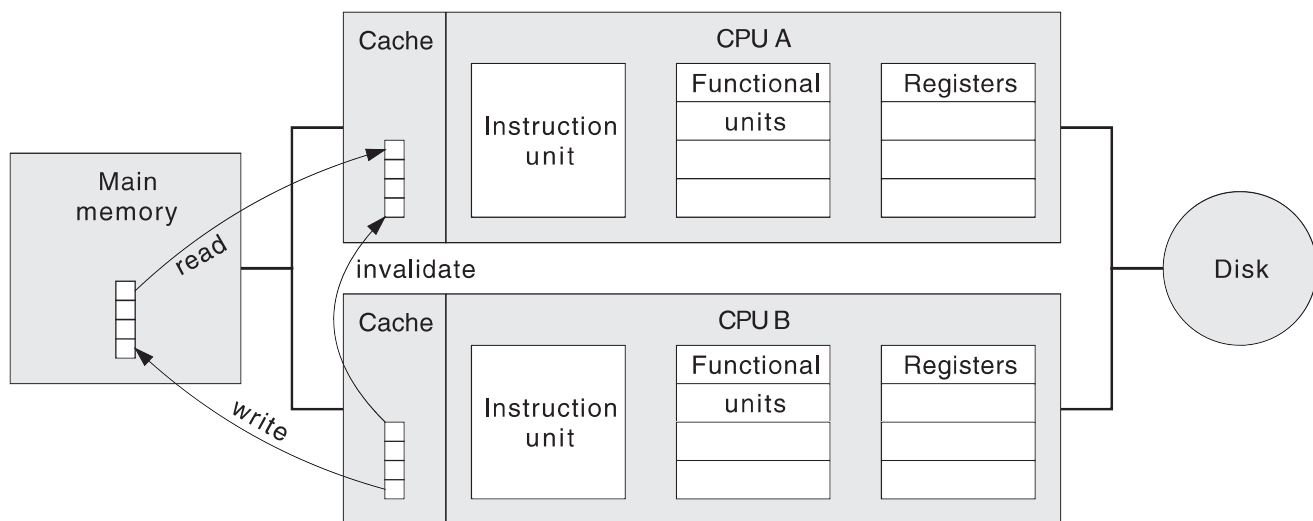 Cache
CPU A
Instruction
unit
Functional
units
Registers
Main
memory
read
invalidate
write
Disk
Cache
CPU B
Instruction
unit
Functional
units
Registers